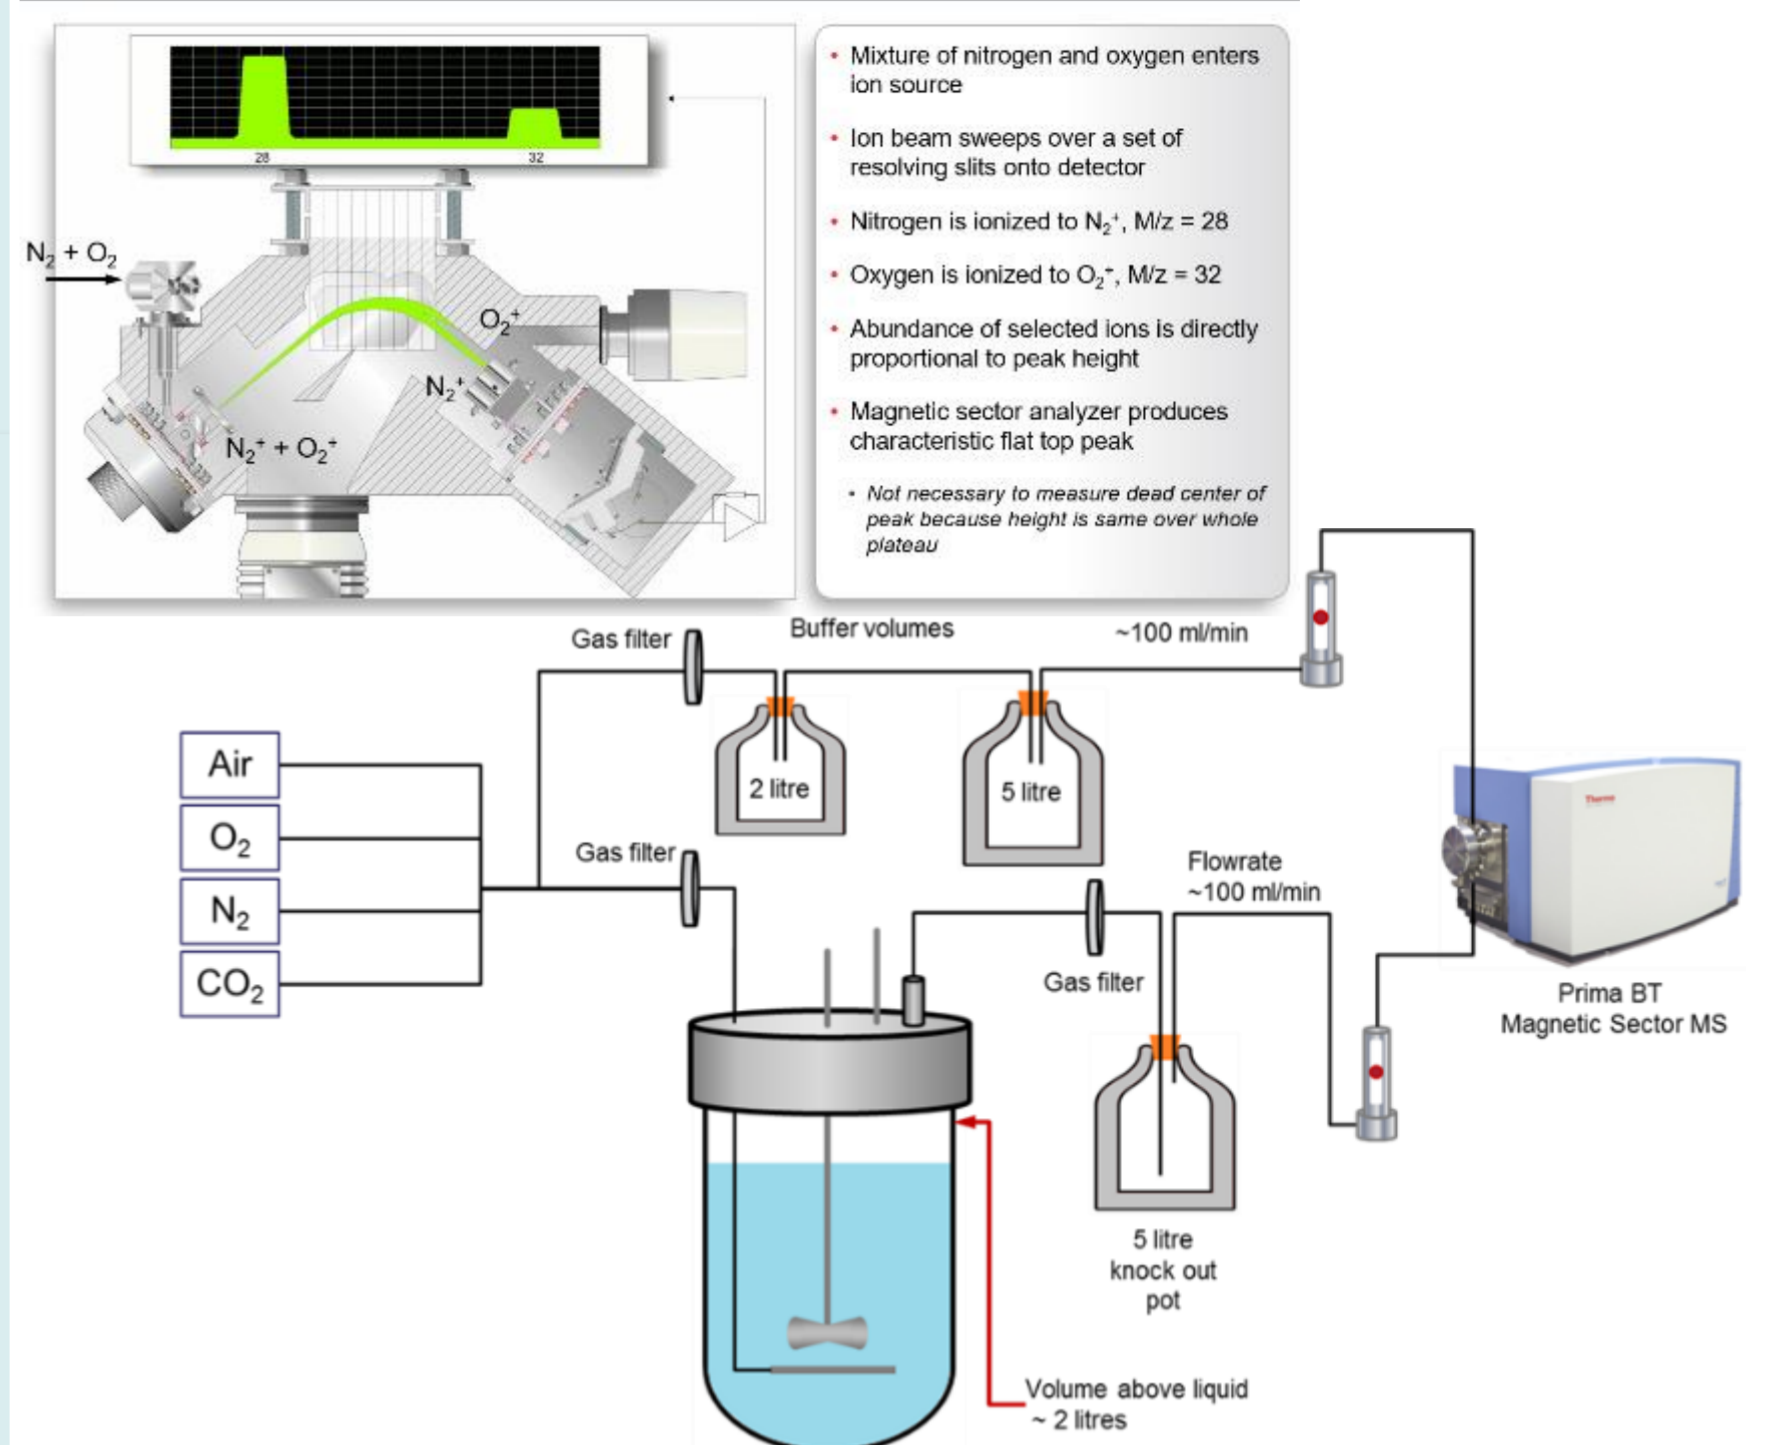 28
32
N₂ + O₂
O₂⁺
N₂⁺
N₂⁺ + O₂⁺
• Mixture of nitrogen and oxygen enters
ion source
• Ion beam sweeps over a set of
resolving slits onto detector
• Nitrogen is ionized to N₂⁺, M/z = 28
• Oxygen is ionized to O₂⁺, M/z = 32
• Abundance of selected ions is directly
proportional to peak height
• Magnetic sector analyzer produces
characteristic flat top peak
• Not necessary to measure dead center of
peak because height is same over whole
plateau
Gas filter
Buffer volumes
~100 ml/min
2 litre
5 litre
Air
O₂
N₂
CO₂
Gas filter
Flowrate
~100 ml/min
Gas filter
Thermo
Prima BT
Magnetic Sector MS
5 litre
knock out
pot
Volume above liquid
~ 2 litres